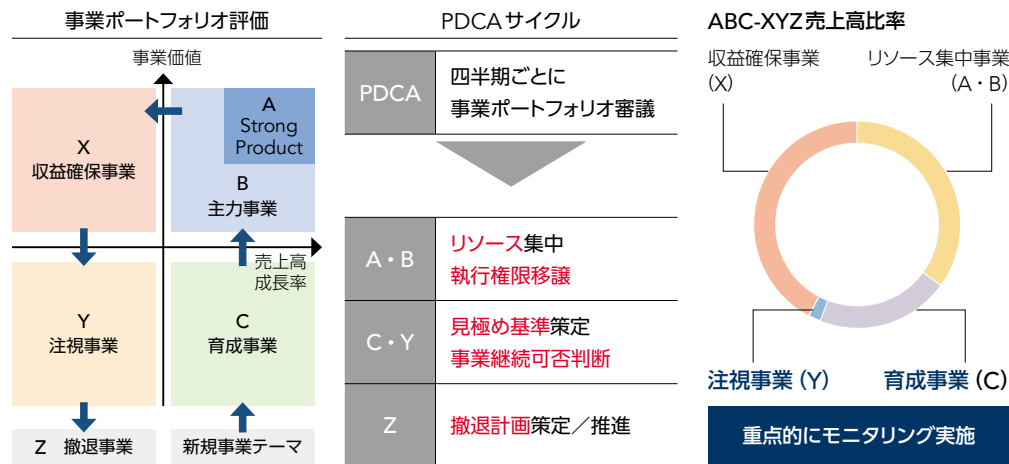 事業ポートフォリオ評価
事業価値
A
Strong
Product
X
収益確保事業
B
主力事業
売上高
成長率
Y
注視事業
C
育成事業
Z 撤退事業
新規事業テーマ
PDCAサイクル
PDCA
四半期ごとに
事業ポートフォリオ審議
A・B
リソース集中
執行権限移譲
C・Y
見極め基準策定
事業継続可否判断
Z
撤退計画策定／推進
ABC-XYZ売上高比率
収益確保事業
（X）
リソース集中事業
（A・B）
注視事業（Y）
育成事業（C）
重点的にモニタリング実施